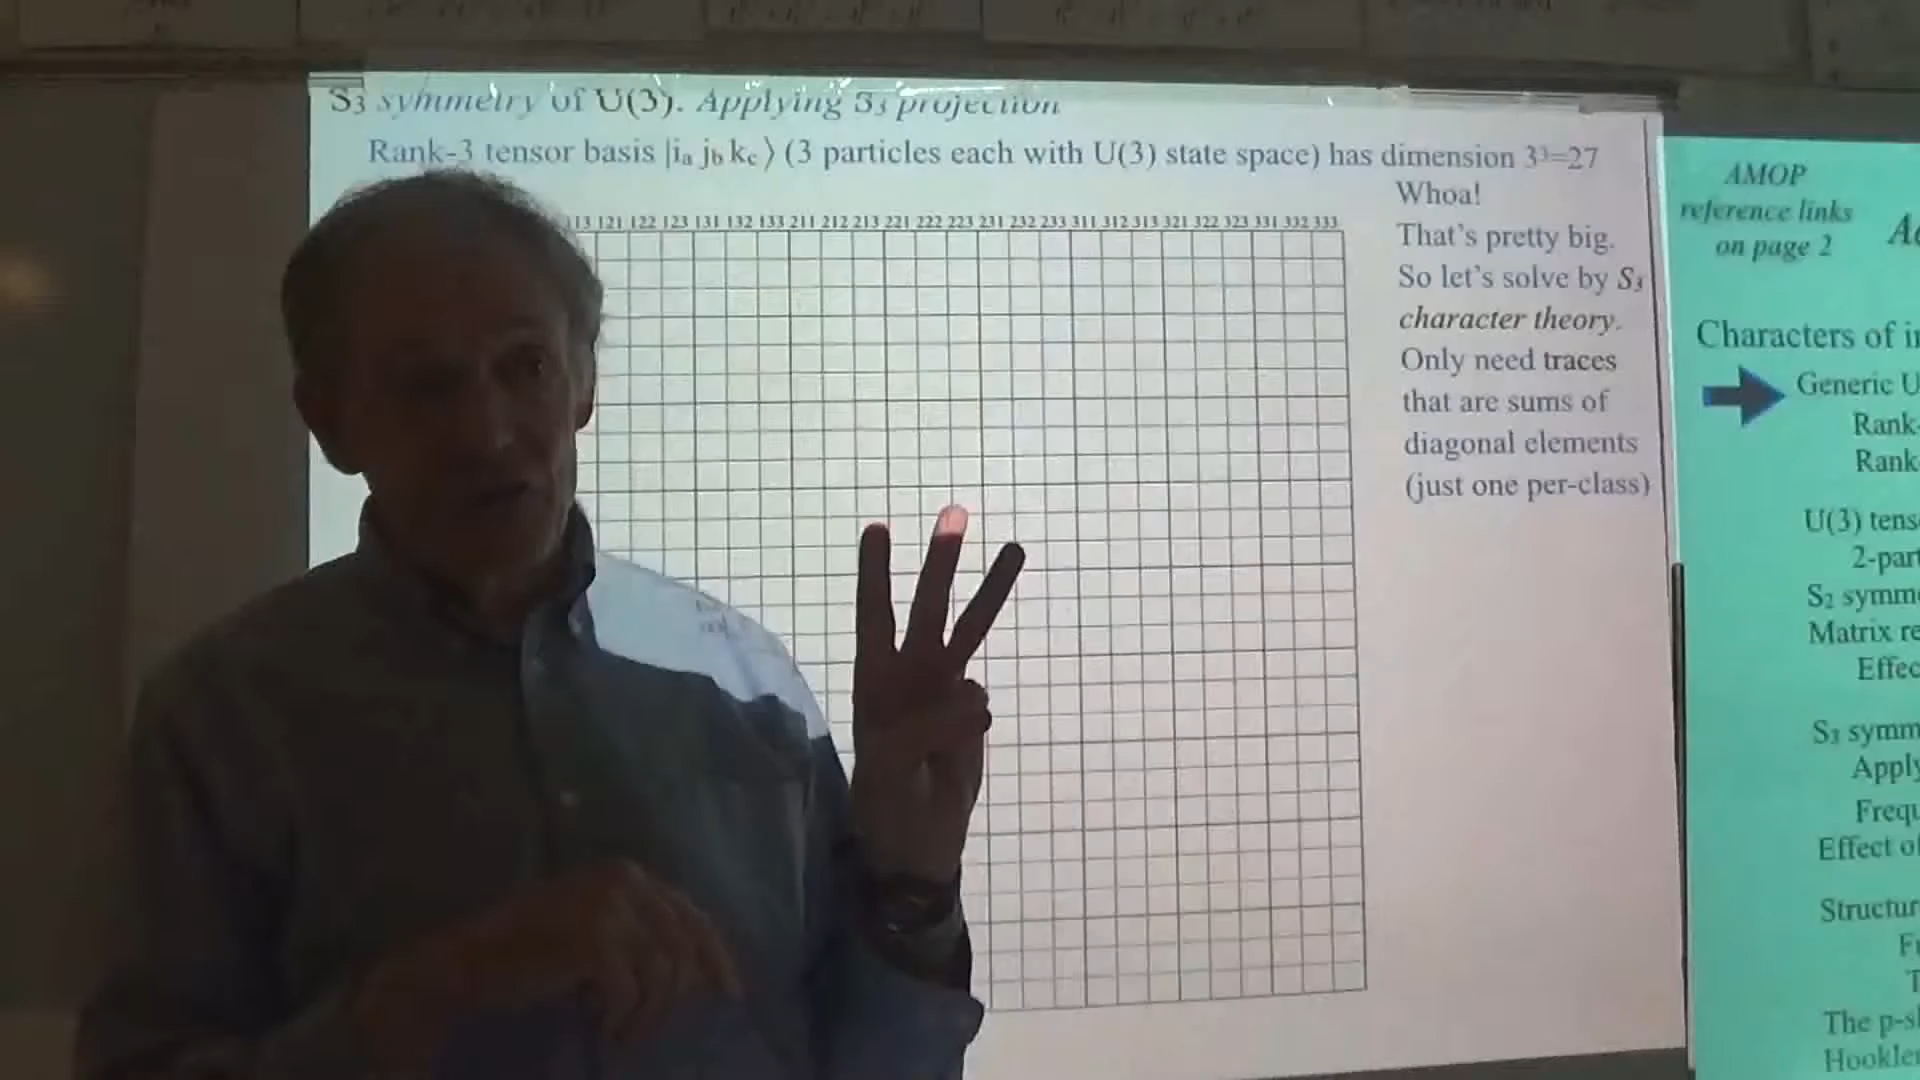 S₃ symmetry of U(3). Applying S₃ projection
Rank-3 tensor basis |iₐ j_b k_c⟩ (3 particles each with U(3) state space) has dimension 3³=27
Whoa!
113 121 122 123 131 132 133 211 212 213 221 222 223 231 232 233 311 312 313 321 322 323 331 332 333
That's pretty big.
So let's solve by S₃
character theory.
Only need traces
that are sums of
diagonal elements
(just one per-class)
AMOP
reference links
on page 2
Characters of
Generic U
Rank-
Rank
U(3) tens
2-part
S₂ symm
Matrix re
Effec
S₃ symm
Apply
Frequ
Effect of
Structur
The p-s
Hookle